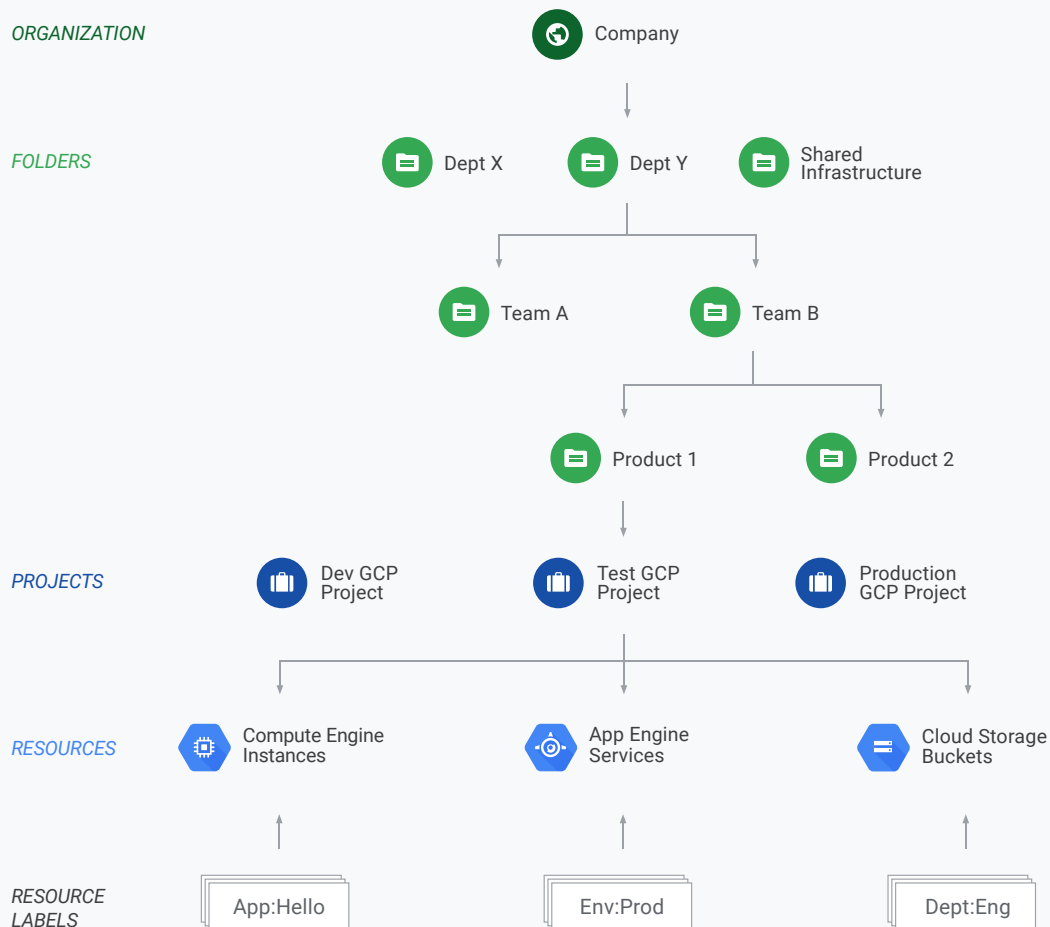 ORGANIZATION
Company
FOLDERS
Dept X
Dept Y
Shared
Infrastructure
Team A
Team B
Product 1
Product 2
PROJECTS
Dev GCP
Project
Test GCP
Project
Production
GCP Project
RESOURCES
Compute Engine
Instances
App Engine
Services
Cloud Storage
Buckets
RESOURCE
LABELS
App:Hello
Env:Prod
Dept:Eng